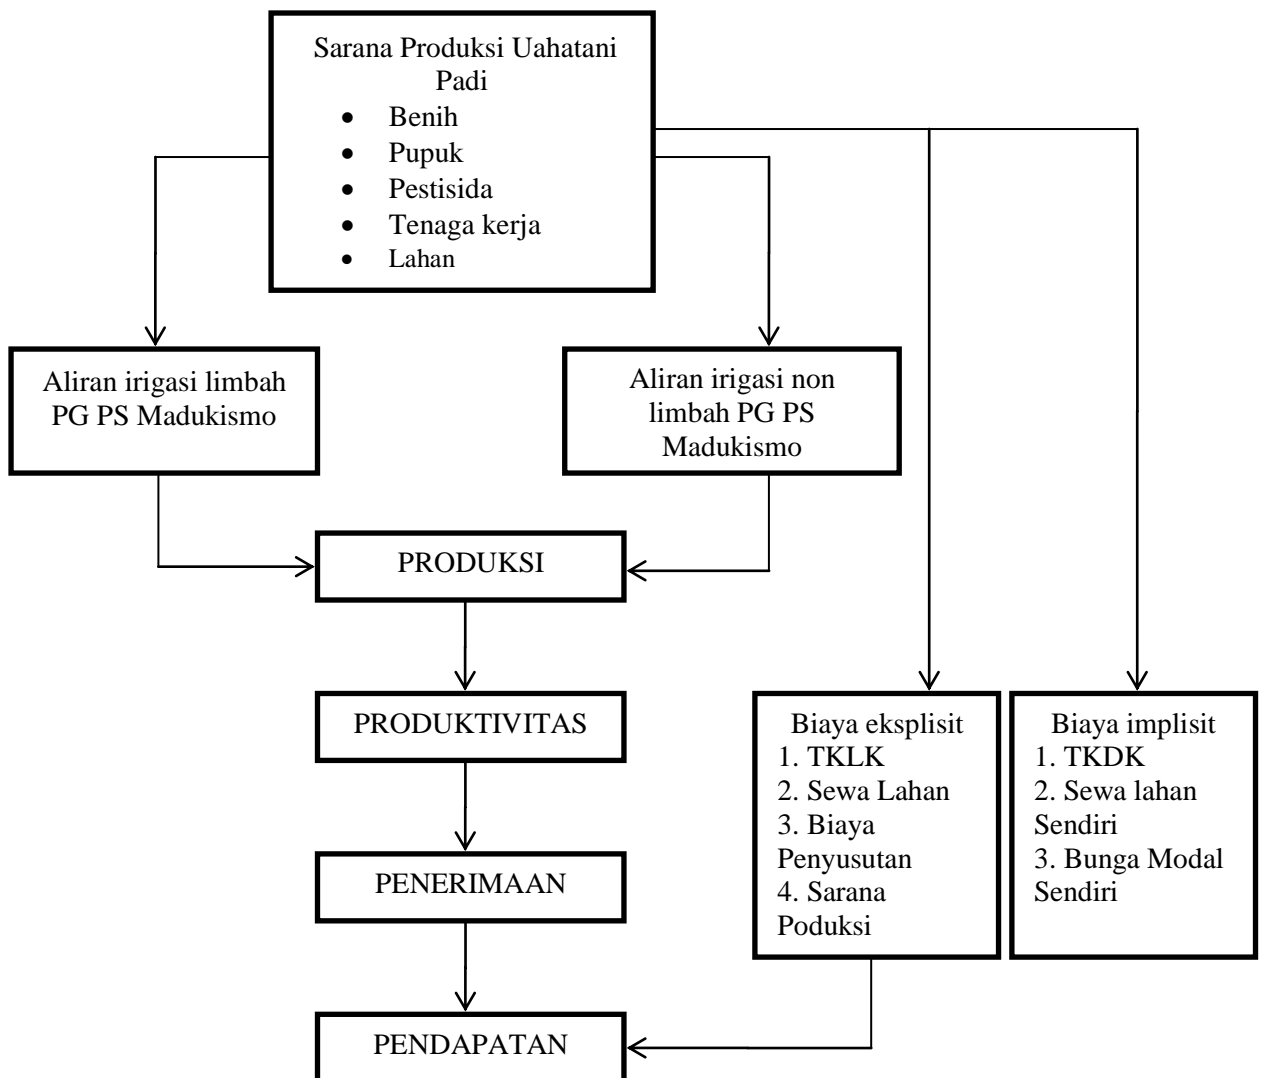 Sarana Produksi Uahatani
Padi
• Benih
• Pupuk
• Pestisida
• Tenaga kerja
• Lahan
Aliran irigasi limbah
PG PS Madukismo
Aliran irigasi non
limbah PG PS
Madukismo
PRODUKSI
PRODUKTIVITAS
PENERIMAAN
PENDAPATAN
Biaya eksplisit
1. TKLK
2. Sewa Lahan
3. Biaya
Penyusutan
4. Sarana
Poduksi
Biaya implisit
1. TKDK
2. Sewa lahan
Sendiri
3. Bunga Modal
Sendiri